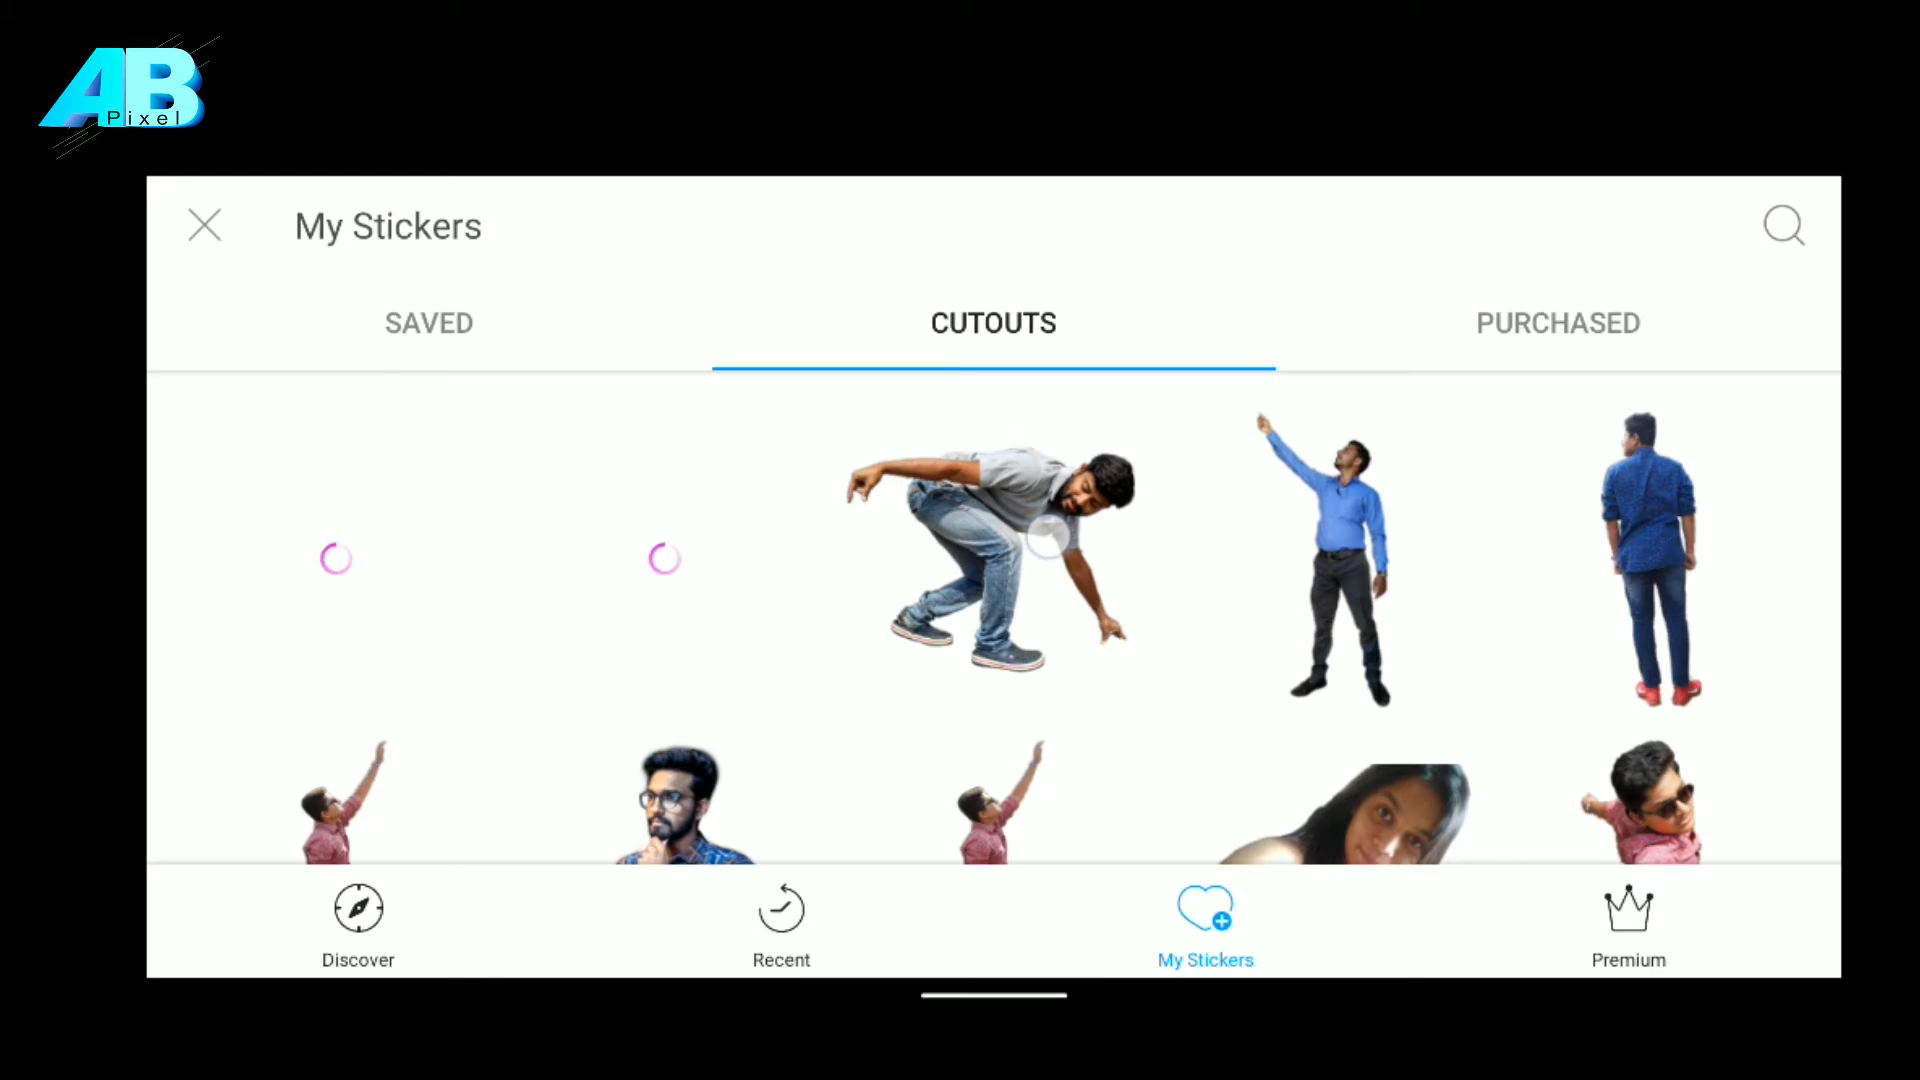 AB
Pixel
My Stickers
SAVED
CUTOUTS
PURCHASED
Discover
Recent
My Stickers
Premium